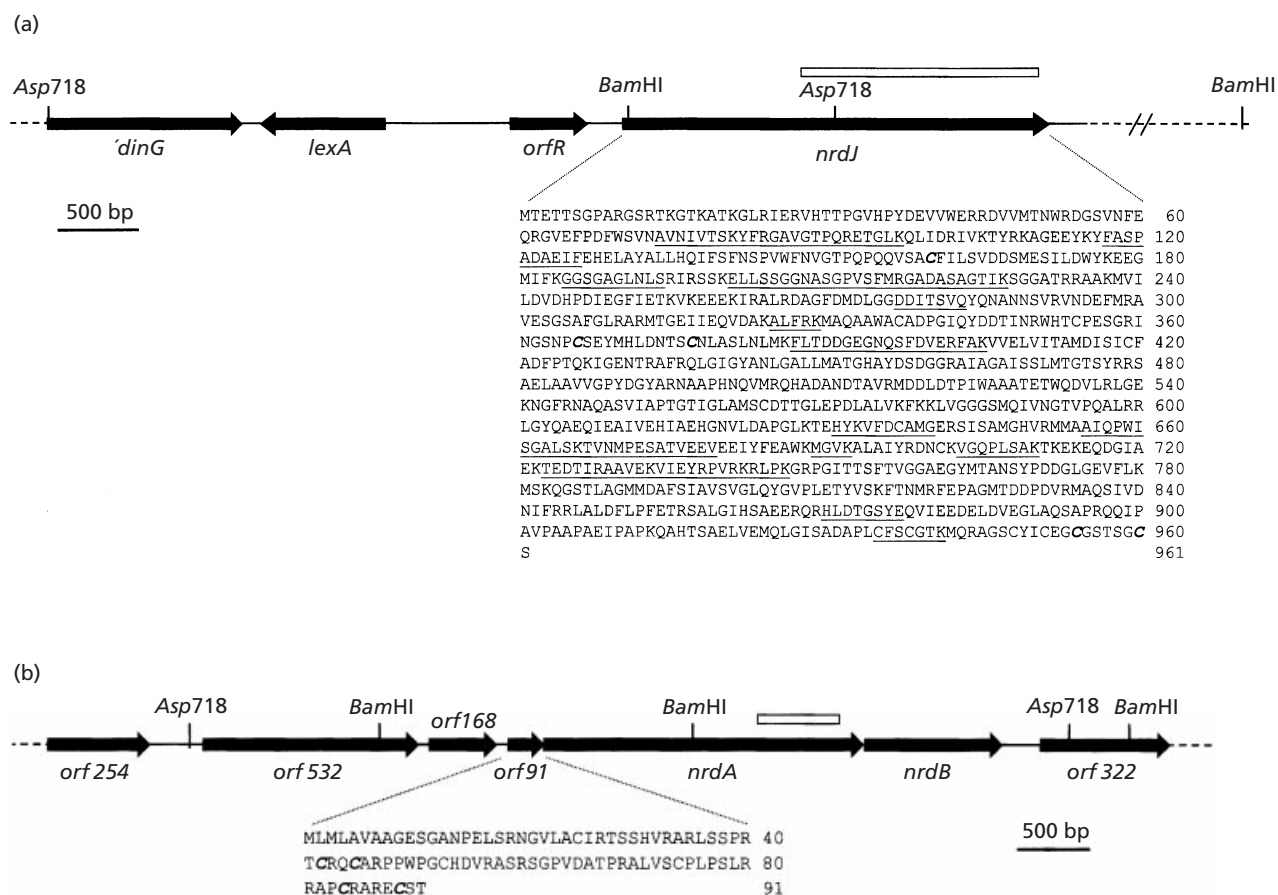 (a)
Asp718 BamHI Asp718 BamHI
'dinG lexA orfR nrdJ
500 bp
MTETTSGPARGSRTKGTKATKGLRIERVHTTPGVHPYDEVVWERRDVVMTNWRDGSVNFE 60
QRGVEFPDFWSVNAVNIVTSKYFRGAVGTPQRETGLKQLIDRIVKTYRKAGEEYKYFASP 120
ADAEIFEHELAYALLHQIFSFNSPVWFNVGTPQPQQVSACFILSVDDSMESILDWYKEEG 180
MIFKGGSGAGLNLSRIRSSKELLSSGGNASGPVSFMRGADASAGTIKSGGATRRAAKMVI 240
LDVDHPDIEGFIETKVKEEEKIRALRDAGFDMDLGGDDITSVQYQNANNSVRVNDEFMRA 300
VESGSAFGLRARMTGEIIEQVDAKALFRKMAQAAWACADPGIQYDDTINRWHTCPESGRI 360
NGSNPCSEYMHLDNTSCNLASLNLMKFLTDDGEGNQSFDVERFAKVVELVITAMDISICF 420
ADFPTQKIGENTRAFRQLGIGYANLGALLMATGHAYDSDGGRAIAGAISSLMTGTSYRRS 480
AELAAVVGPYDGYARNAAPHNQVMRQHADANDTAVRMDDLDTPIWAAATETWQDVLRLGE 540
KNGFRNAQASVIAPTGTIGLAMSCDTTGLEPDLALVKFKKLVGGGSMQIVNGTVPQALRR 600
LGYQAEQIEAIVEHIAEHGNVLDAPGLKTEHYKVFDCAMGERSISAMGHVRMMAAIQPWI 660
SGALSKTVNMPESATVEEVEEIYFEAWKMGVKALAIYRDNCKVGQPLSAKTKEKEQDGIA 720
EKTEDTIRAAVEKVIEYRPVRKRLPKGRPGITTSFTVGGAEGYMTANSYPDDGLGEVFLK 780
MSKQGSTLAGMMDAFSIAVSVGLQYGVPLETYVSKFTNMRFEPAGMTDDPDVRMAQSIVD 840
NIFRRLALDFLPFETRSALGIHSAEERQRHLDTGSYEQVIEEDELDVEGLAQSAPRQQIP 900
AVPAAPAEIPAPKQAHTSAELVEMQLGISADAPLCFSCGTKMQRAGSCYICEGCGSTSGC 960
S 961
(b)
Asp718 BamHI orf168 BamHI Asp718 BamHI
orf254 orf532 orf91 nrdA nrdB orf322
500 bp
MLMLAVAAGESGANPELSRNGVLACIRTSSHVRARLSSPR 40
TCRQCARPPWPGCHDVRASRSGPVDATPRALVSCPLPSLR 80
RAPCRARECST 91